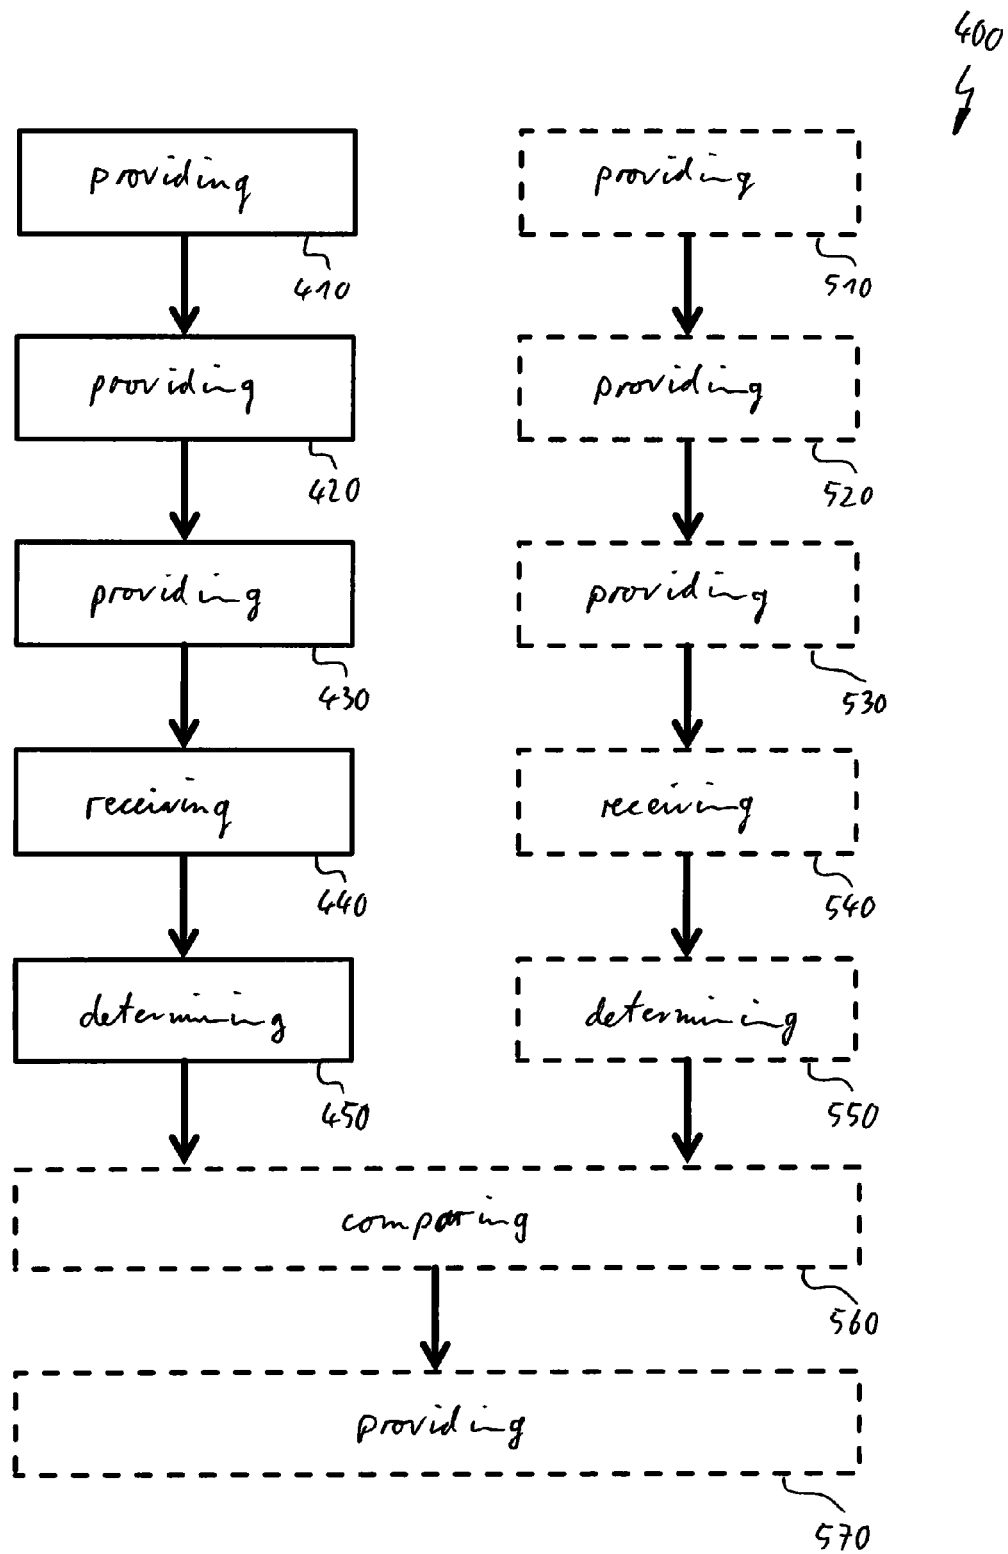 400
providing
providing
410
510
providing
providing
420
520
providing
providing
430
530
receiving
receiving
440
540
determining
determining
450
550
comparing
560
providing
570